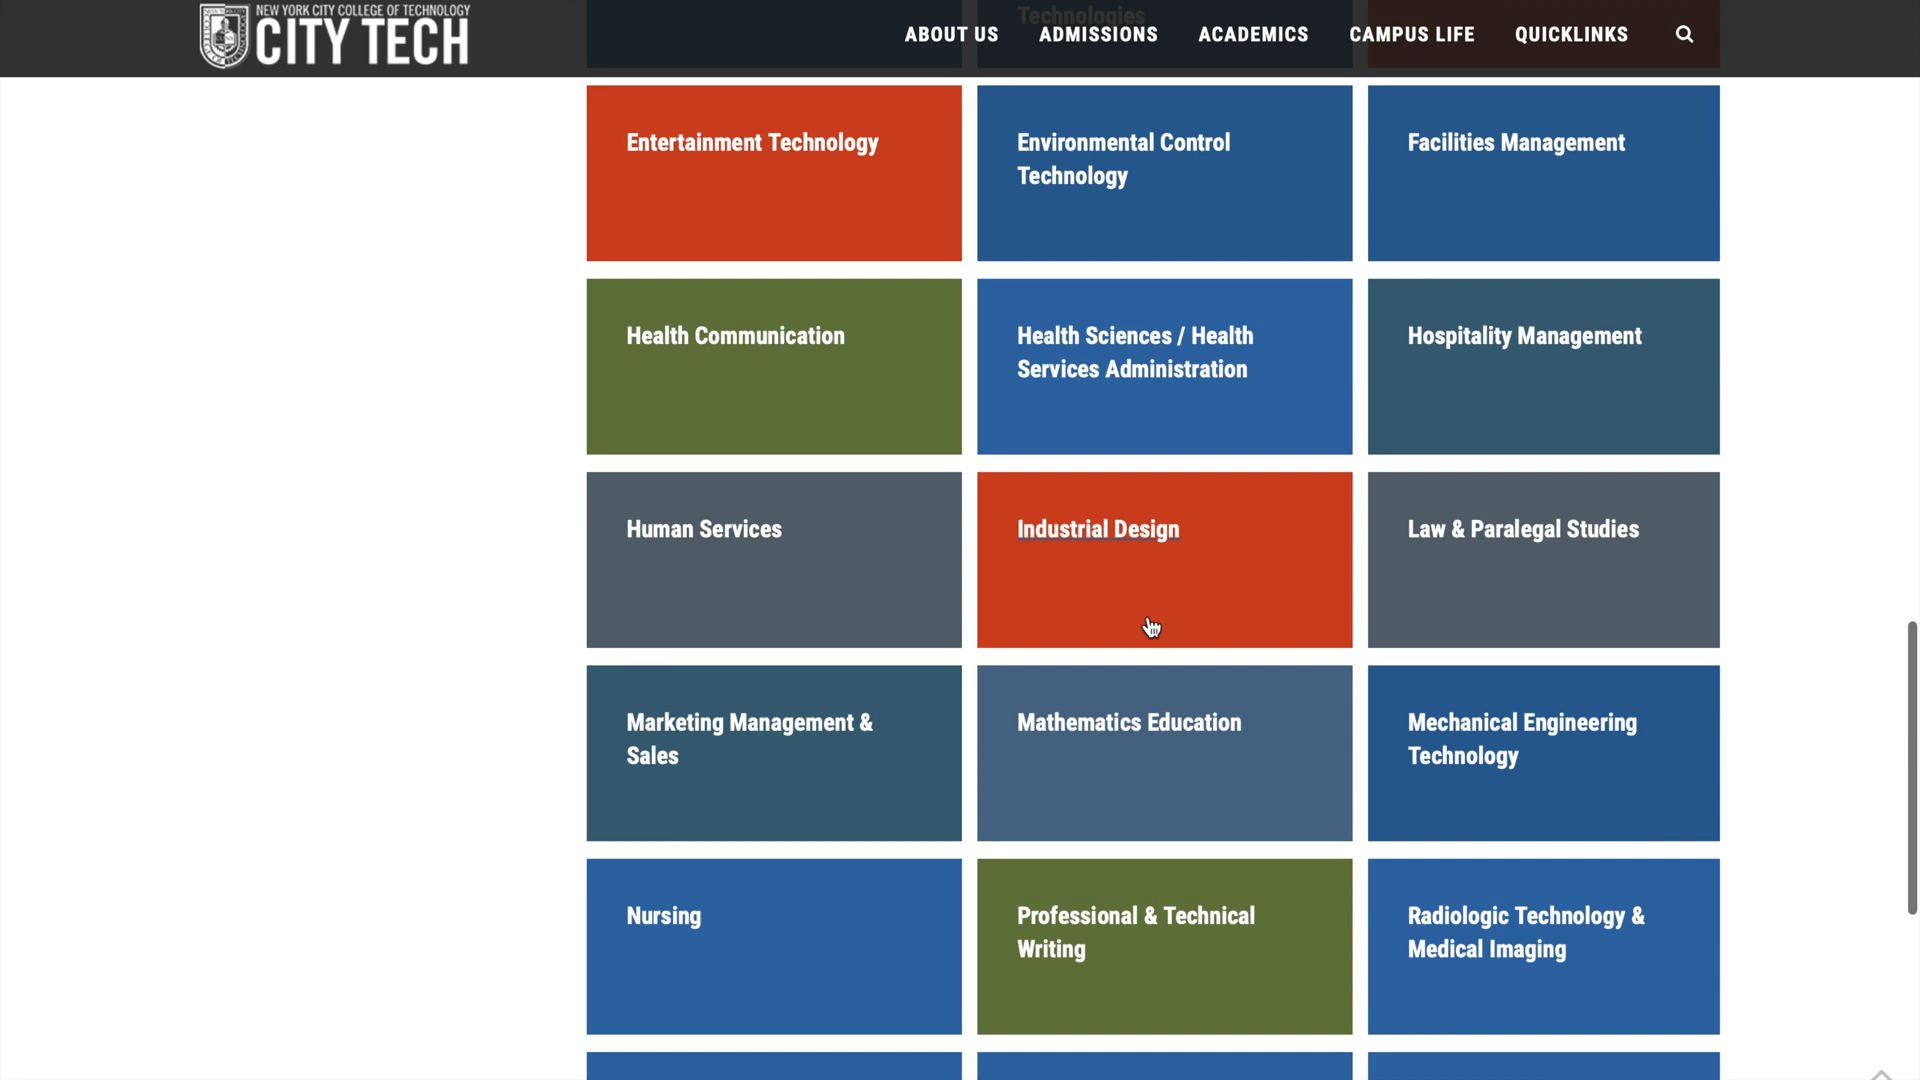 NEW YORK CITY COLLEGE OF TECHNOLOGY
CITY TECH
Technologies
ABOUT US
ADMISSIONS
ACADEMICS
CAMPUS LIFE
QUICKLINKS
Entertainment Technology
Environmental Control
Technology
Facilities Management
Health Communication
Health Sciences / Health
Services Administration
Hospitality Management
Human Services
Industrial Design
Law & Paralegal Studies
Marketing Management &
Sales
Mathematics Education
Mechanical Engineering
Technology
Nursing
Professional & Technical
Writing
Radiologic Technology &
Medical Imaging